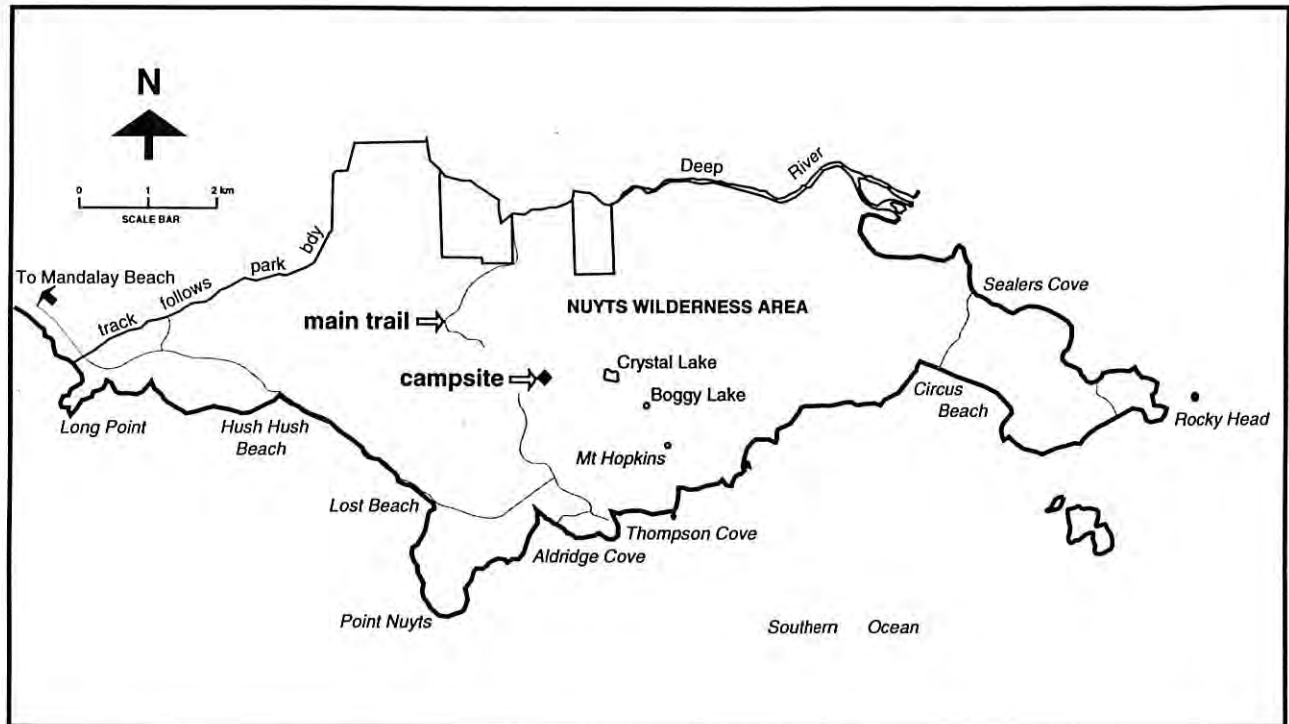 N
0 1 2 km
SCALE BAR
Deep River
track follows park bdy
To Mandalay Beach
Sealers Cove
NUYTS WILDERNESS AREA
main trail
Crystal Lake
campsite
Boggy Lake
Circus
Beach
Rocky Head
Long Point
Hush Hush
Beach
Mt Hopkins
Lost Beach
Thompson Cove
Aldridge Cove
Point Nuyts
Southern Ocean